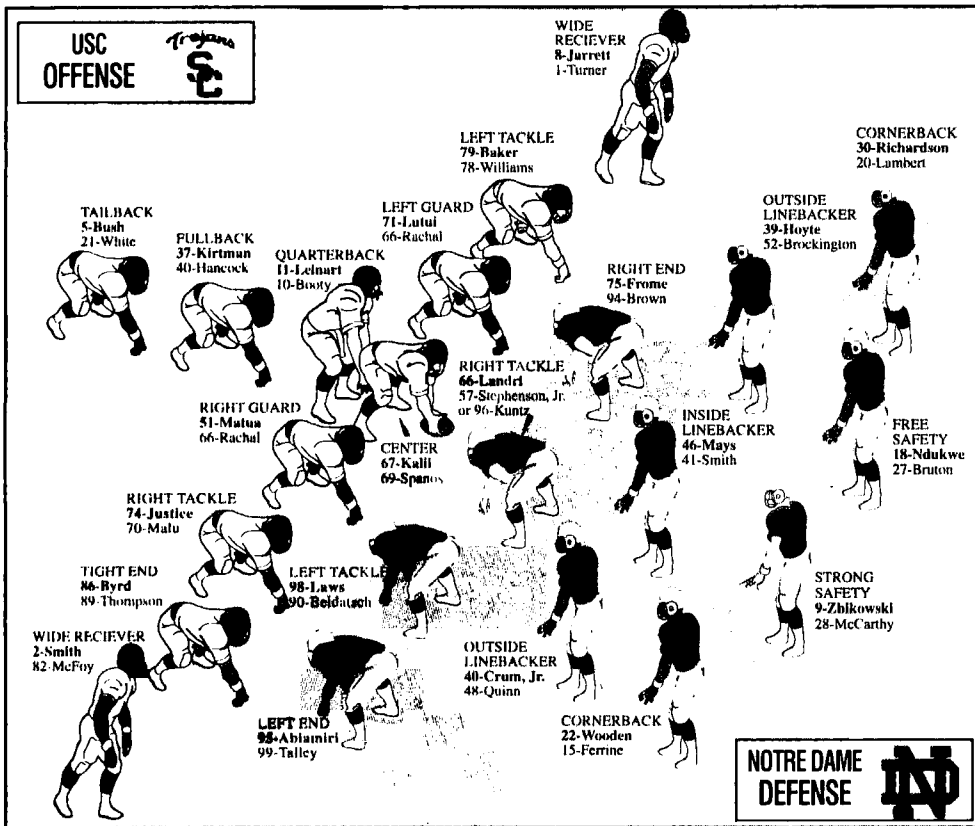 USC
OFFENSE
Trojans
SC
WIDE
RECIEVER
8-Jarrett
1-Turner
LEFT TACKLE
79-Baker
78-Williams
CORNERBACK
30-Richardson
20-Lambert
TAILBACK
5-Bush
21-White
LEFT GUARD
71-Lutui
66-Rachal
OUTSIDE
LINEBACKER
39-Hoyte
52-Brockington
FULLBACK
37-Kirtman
40-Hancock
QUARTERBACK
11-Leinart
10-Booty
RIGHT END
75-Frome
94-Brown
RIGHT TACKLE
66-Landri
57-Stephenson, Jr.
or 96-Kuntz
RIGHT GUARD
51-Matua
66-Rachal
INSIDE
LINEBACKER
46-Mays
41-Smith
FREE
SAFETY
18-Ndukwe
27-Bruton
CENTER
67-Kalil
69-Spanos
RIGHT TACKLE
74-Justice
70-Malu
TIGHT END
86-Byrd
89-Thompson
LEFT TACKLE
98-Laws
90-Beldausch
STRONG
SAFETY
9-Zbikowski
28-McCarthy
WIDE RECIEVER
2-Smith
82-McFoy
OUTSIDE
LINEBACKER
40-Crum, Jr.
48-Quinn
LEFT END
95-Abiamiri
99-Talley
CORNERBACK
22-Wooden
15-Ferrine
NOTRE DAME
DEFENSE
ND